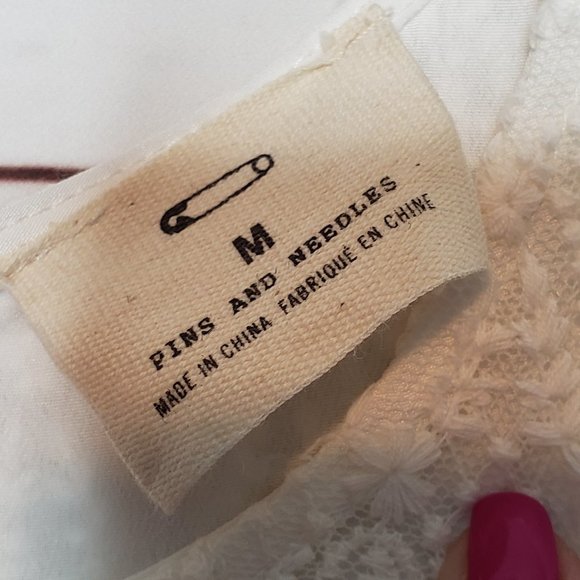 M
PINS AND NEEDLES
MADE IN CHINA FABRIQUÉ EN CHINE